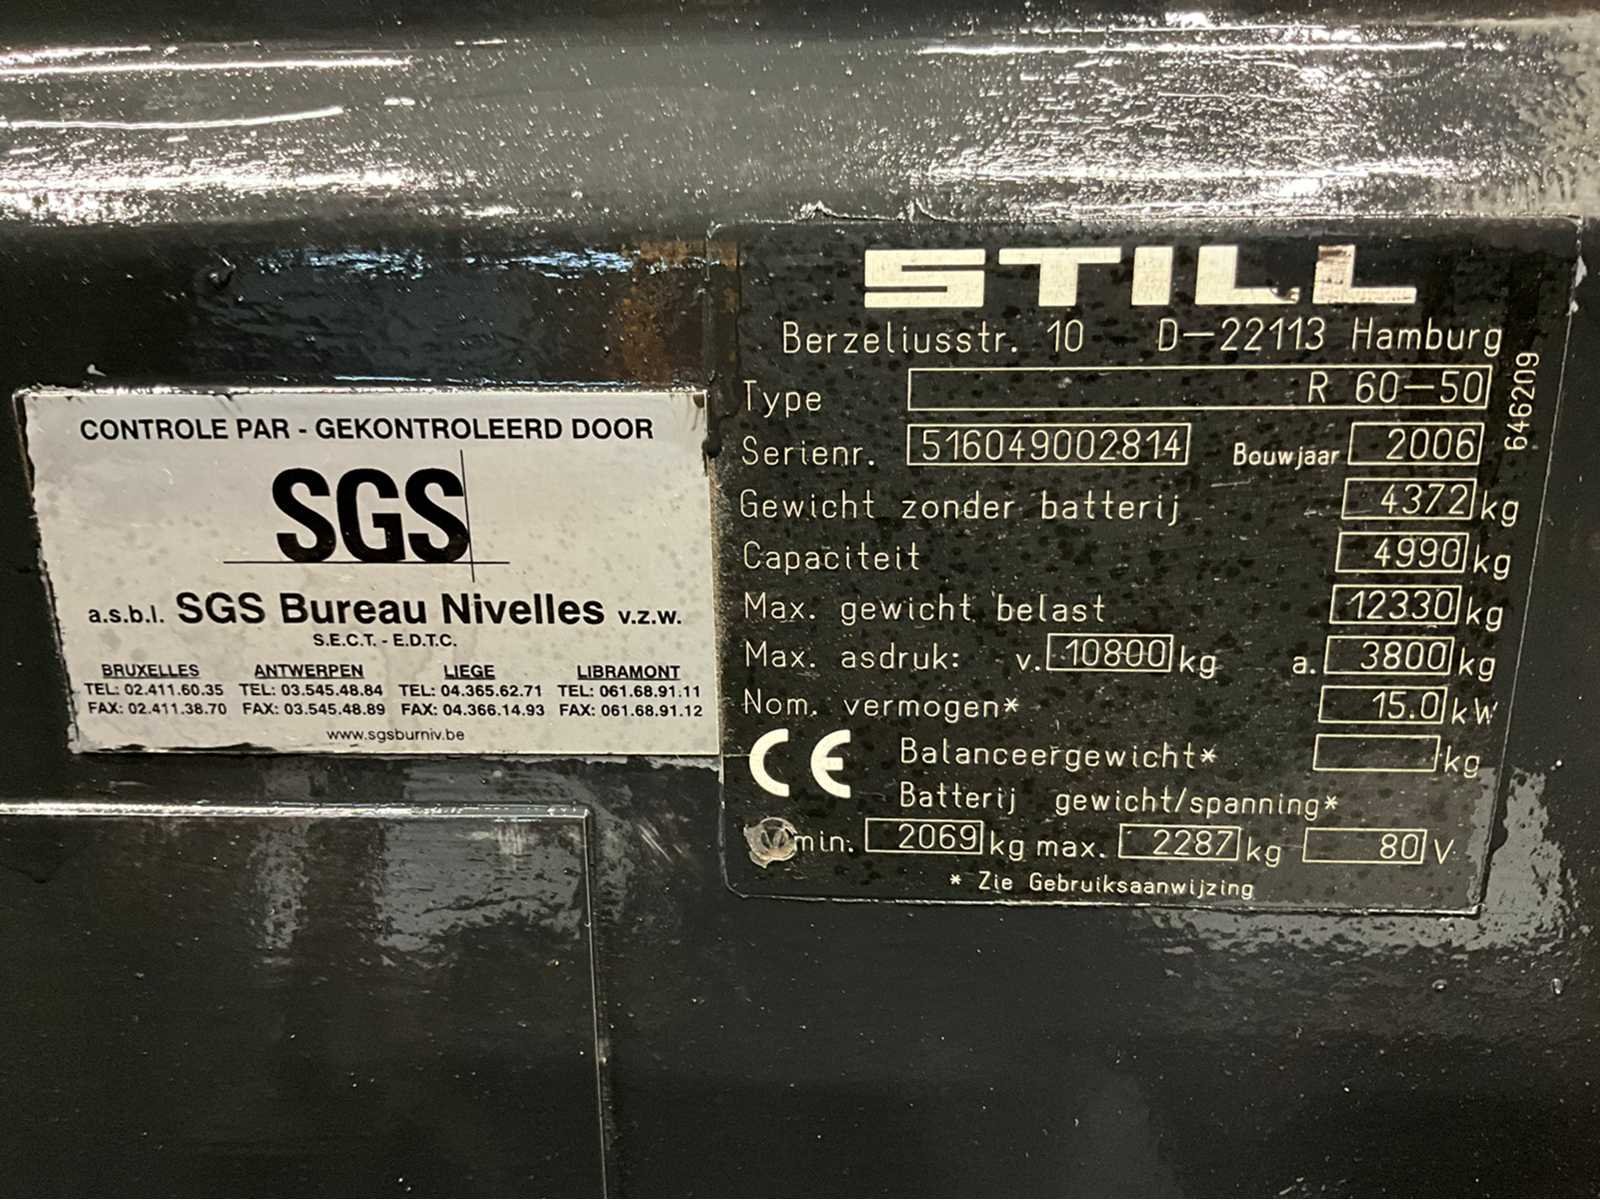 CONTROLE PAR - GEKONTROLEERD DOOR
SGS
a.s.b.l. SGS Bureau Nivelles v.z.w.
S.E.C.T. - E.D.T.C.
BRUXELLES ANTWERPEN LIEGE LIBRAMONT
TEL: 02.411.60.35 TEL: 03.545.48.84 TEL: 04.365.62.71 TEL: 061.68.91.11
FAX: 02.411.38.70 FAX: 03.545.48.89 FAX: 04.366.14.93 FAX: 061.68.91.12
www.sgsburniv.be
STILL
Berzeliusstr. 10 D-22113 Hamburg
Type R 60-50
Serienr. 516049002814 Bouwjaar 2006
Gewicht zonder batterij 4372 kg
Capaciteit 4990 kg
Max. gewicht belast 12330 kg
Max. asdruk: v. 10800 kg a. 3800 kg
Nom. vermogen* 15.0 kW
CE Balanceergewicht* kg
Batterij gewicht/spanning*
min. 2069 kg max. 2287 kg 80 V
* Zie Gebruiksaanwijzing
646209